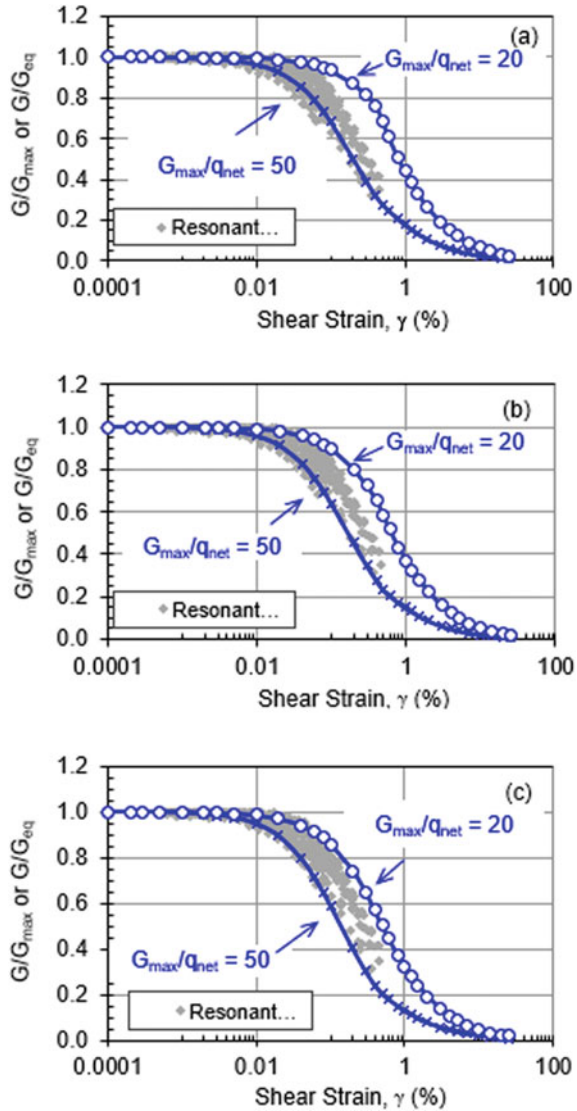 1.2
(a)
1.0
Gmax/qnet = 20
0.8
0.6
Gmax/qnet = 50
0.4
0.2
Resonant...
0.0
0.0001 0.01 1 100
G/Gmax or G/Geq
Shear Strain, γ (%)
1.2
(b)
1.0
Gmax/qnet = 20
0.8
0.6
Gmax/qnet = 50
0.4
0.2
Resonant...
0.0
0.0001 0.01 1 100
G/Gmax or G/Geq
Shear Strain, γ (%)
1.2
(c)
1.0
Gmax/qnet = 20
0.8
0.6
Gmax/qnet = 50
0.4
0.2
Resonant...
0.0
0.0001 0.01 1 100
G/Gmax or G/Geq
Shear Strain, γ (%)